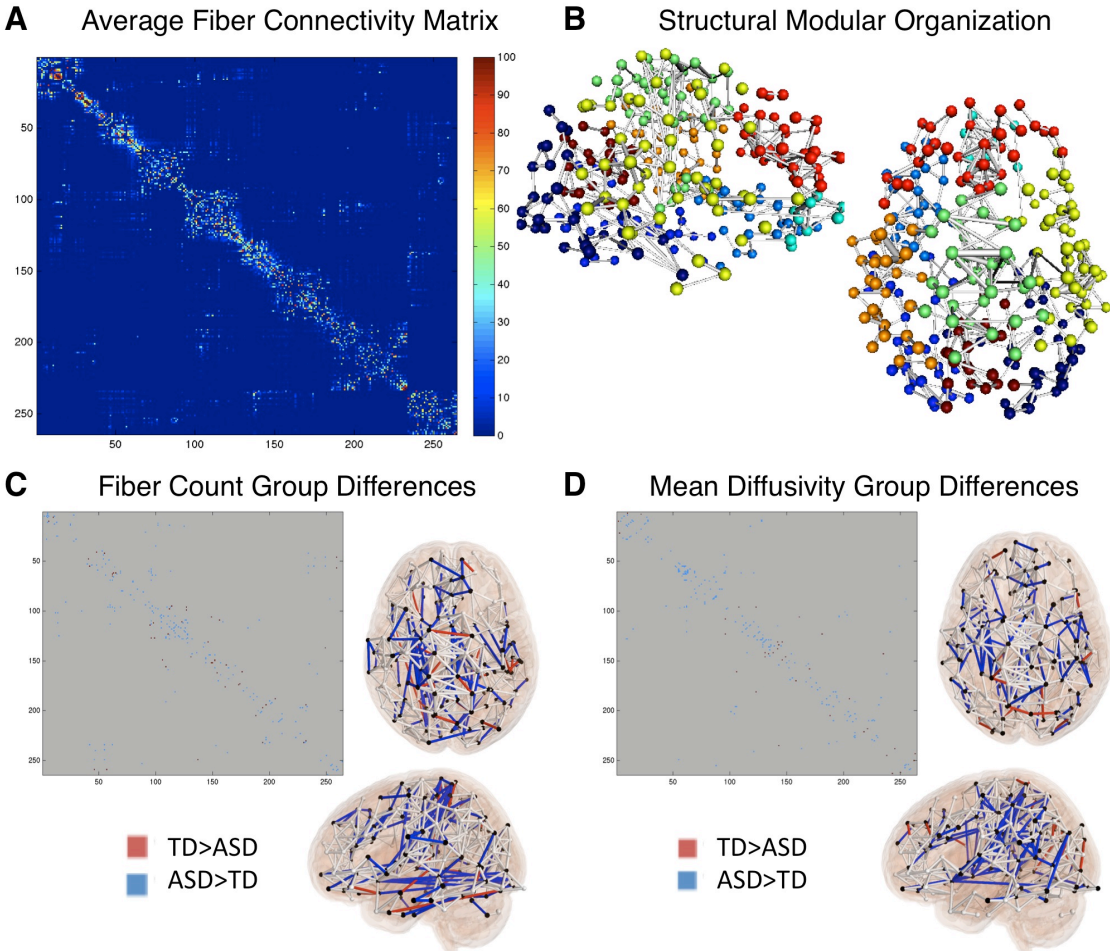 A Average Fiber Connectivity Matrix
50
100
150
200
250
50 100 150 200 250
100
90
80
70
60
50
40
30
20
10
0
B Structural Modular Organization
C Fiber Count Group Differences
50
100
150
200
250
50 100 150 200 250
TD>ASD
ASD>TD
D Mean Diffusivity Group Differences
50
100
150
200
250
50 100 150 200 250
TD>ASD
ASD>TD